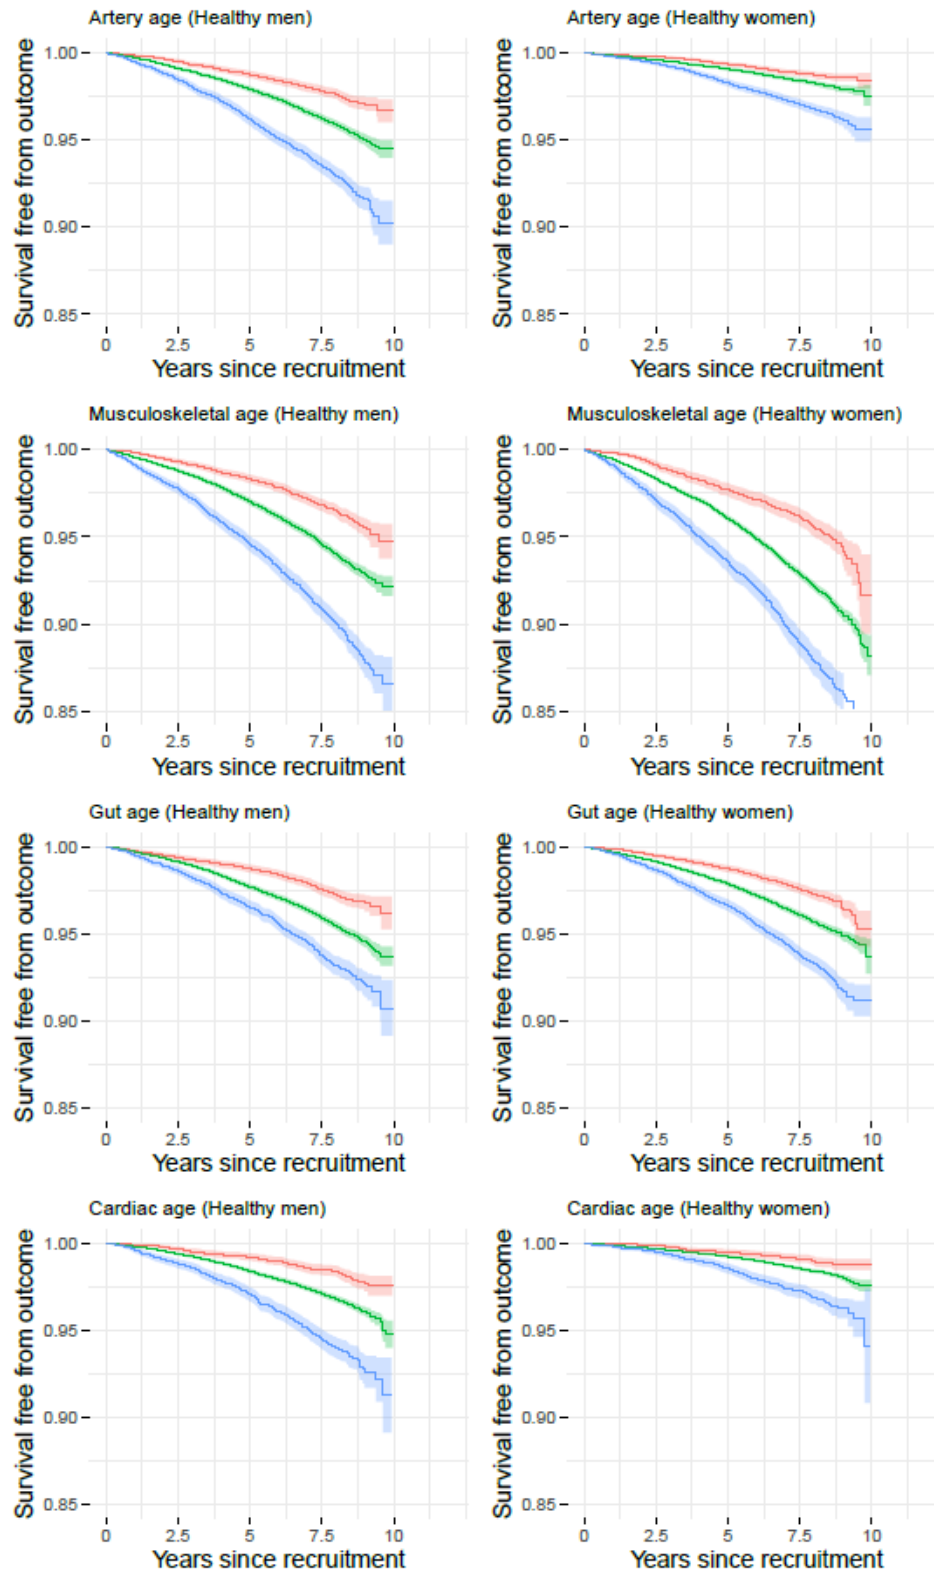 Artery age (Healthy men)
Survival free from outcome
1.00
0.95
0.90
0.85
0 2.5 5 7.5 10
Years since recruitment
Artery age (Healthy women)
Survival free from outcome
1.00
0.95
0.90
0.85
0 2.5 5 7.5 10
Years since recruitment
Musculoskeletal age (Healthy men)
Survival free from outcome
1.00
0.95
0.90
0.85
0 2.5 5 7.5 10
Years since recruitment
Musculoskeletal age (Healthy women)
Survival free from outcome
1.00
0.95
0.90
0.85
0 2.5 5 7.5 10
Years since recruitment
Gut age (Healthy men)
Survival free from outcome
1.00
0.95
0.90
0.85
0 2.5 5 7.5 10
Years since recruitment
Gut age (Healthy women)
Survival free from outcome
1.00
0.95
0.90
0.85
0 2.5 5 7.5 10
Years since recruitment
Cardiac age (Healthy men)
Survival free from outcome
1.00
0.95
0.90
0.85
0 2.5 5 7.5 10
Years since recruitment
Cardiac age (Healthy women)
Survival free from outcome
1.00
0.95
0.90
0.85
0 2.5 5 7.5 10
Years since recruitment